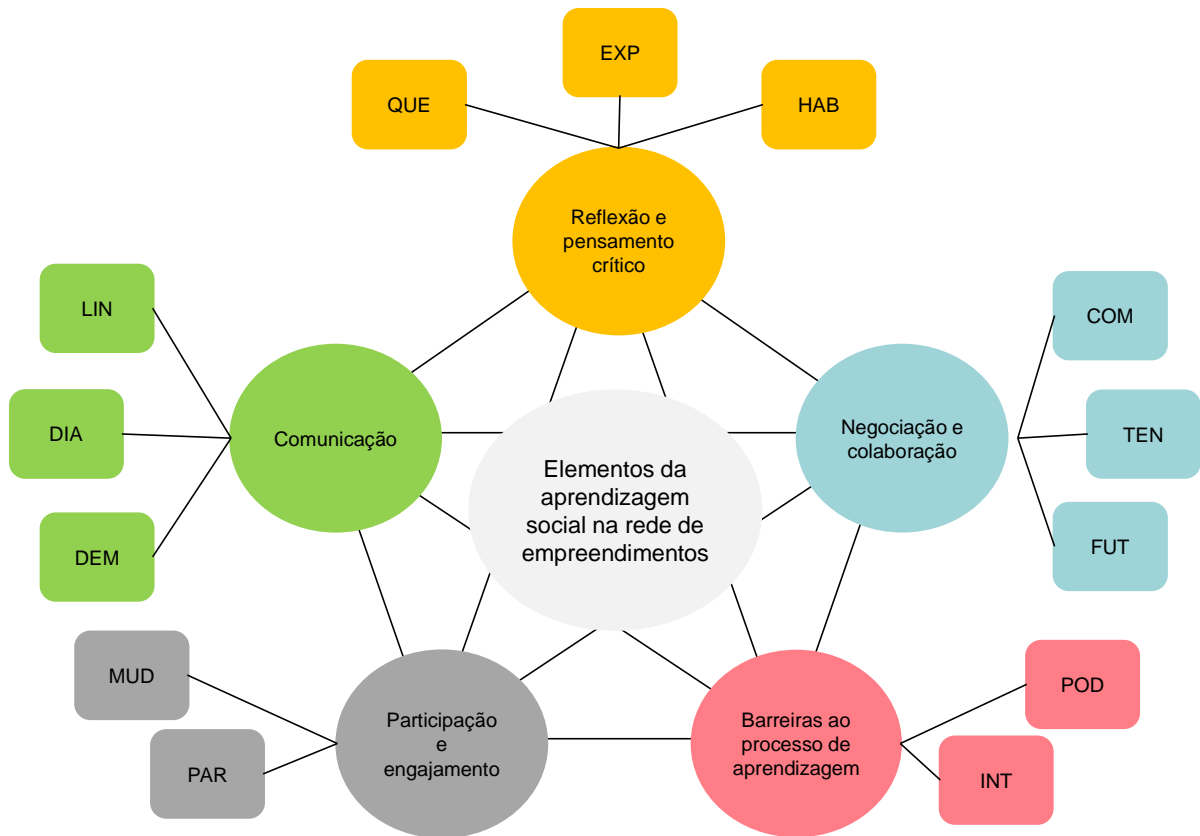 EXP
QUE
HAB
Reflexão e
pensamento
crítico
LIN
DIA
DEM
Comunicação
COM
TEN
FUT
Negociação e
colaboração
Elementos da
aprendizagem
social na rede de
empreendimentos
MUD
PAR
Participação
e
engajamento
Barreiras ao
processo de
aprendizagem
POD
INT